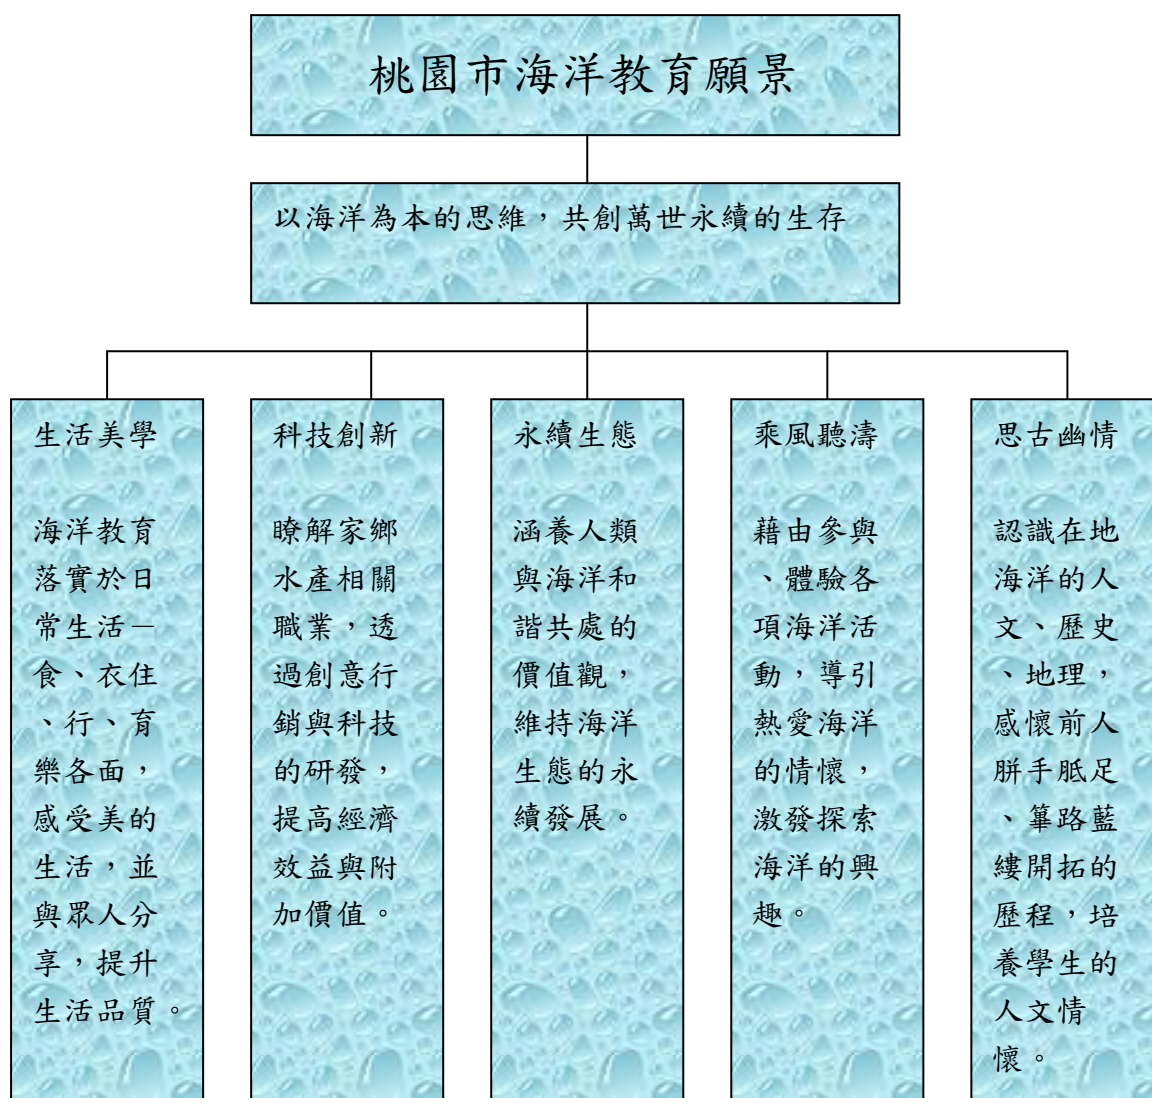 桃園市海洋教育願景
以海洋為本的思維，共創萬世永續的生存
生活美學
海洋教育
落實於日
常生活—
食、衣住
、行、育
樂各面，
感受美的
生活，並
與眾人分
享，提升
生活品質。
科技創新
瞭解家鄉
水產相關
職業，透
過創意行
銷與科技
的研發，
提高經濟
效益與附
加價值。
永續生態
涵養人類
與海洋和
諧共處的
價值觀，
維持海洋
生態的永
續發展。
乘風聽濤
藉由參與
、體驗各
項海洋活
動，導引
熱愛海洋
的情懷，
激發探索
海洋的興
趣。
思古幽情
認識在地
海洋的人
文、歷史
、地理，
感懷前人
胼手胝足
、篳路藍
縷開拓的
歷程，培
養學生的
人文情
懷。